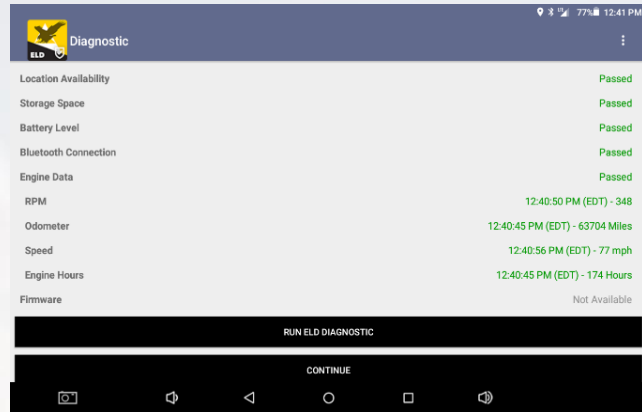 77% 12:41 PM
ELD Diagnostic
Location Availability Passed
Storage Space Passed
Battery Level Passed
Bluetooth Connection Passed
Engine Data Passed
RPM 12:40:50 PM (EDT) - 348
Odometer 12:40:45 PM (EDT) - 63704 Miles
Speed 12:40:56 PM (EDT) - 77 mph
Engine Hours 12:40:45 PM (EDT) - 174 Hours
Firmware Not Available
RUN ELD DIAGNOSTIC
CONTINUE